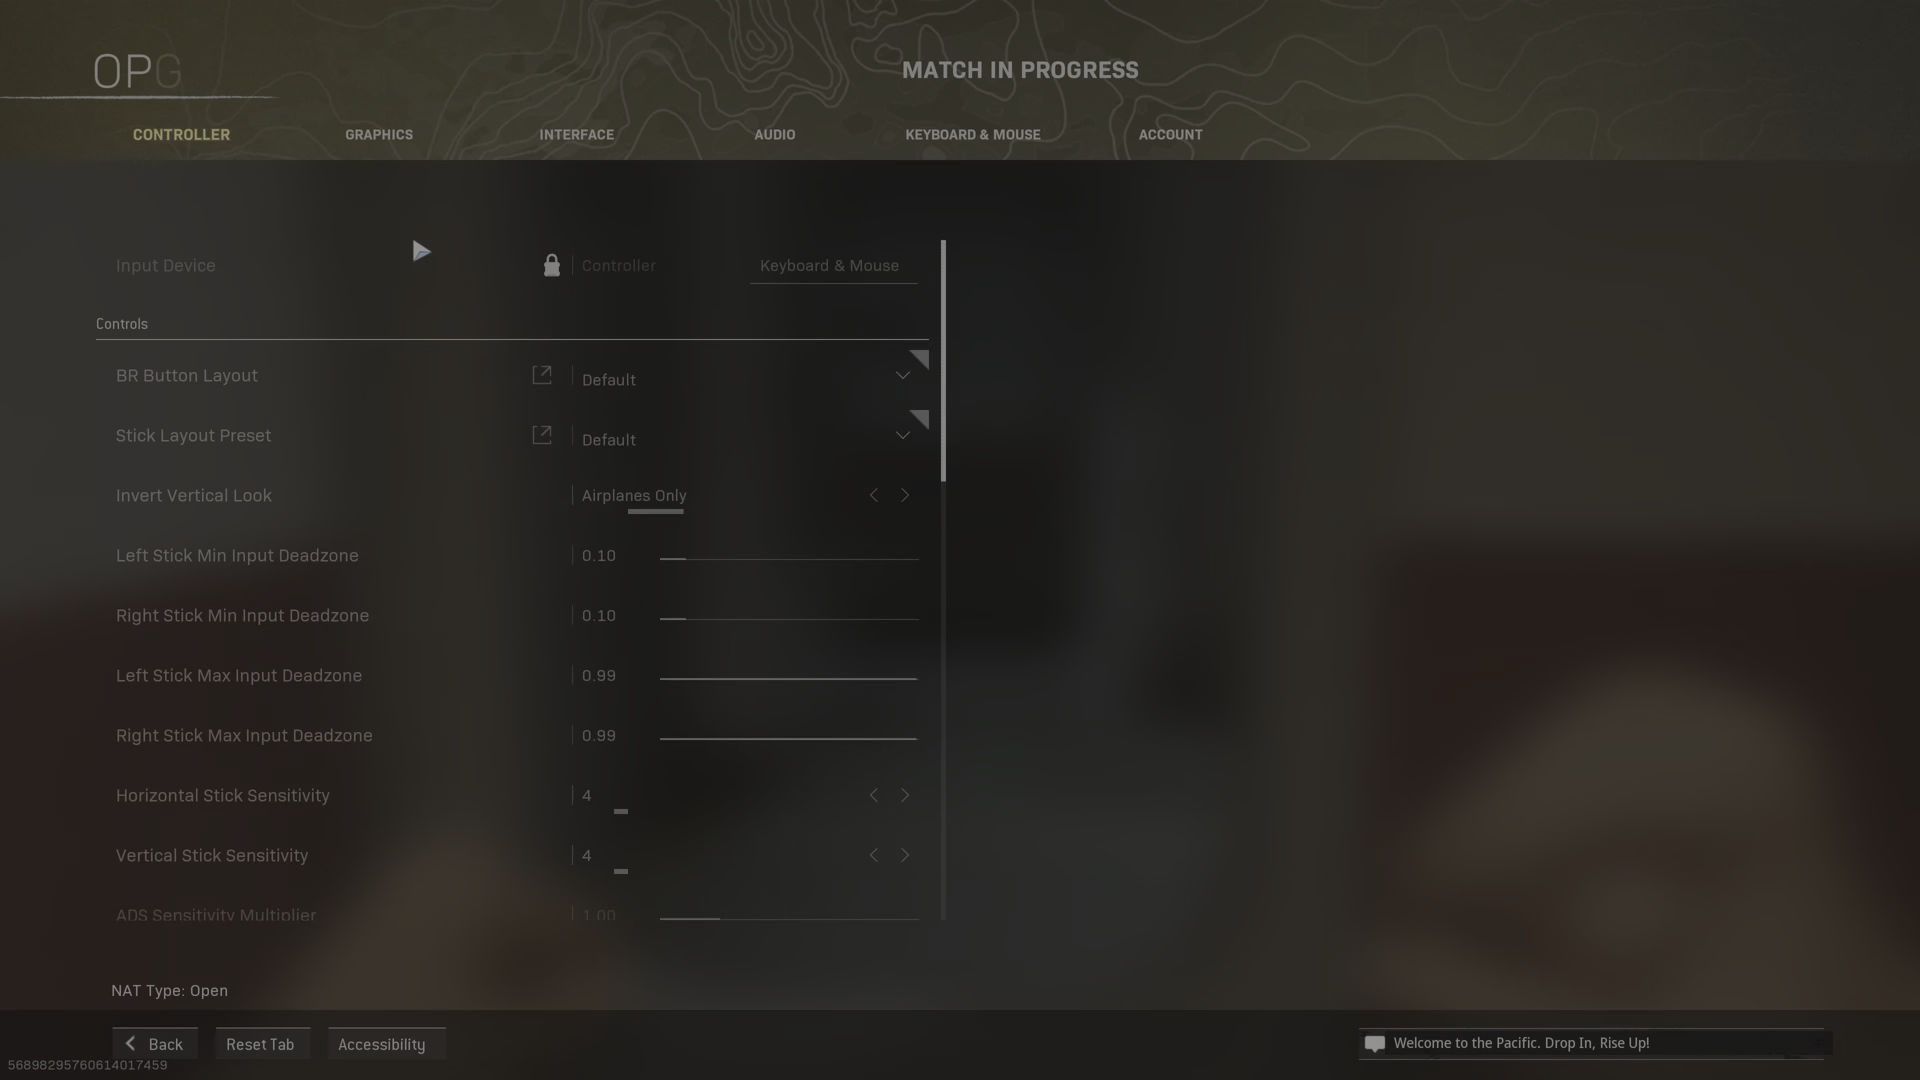 OPG
MATCH IN PROGRESS
CONTROLLER GRAPHICS INTERFACE AUDIO KEYBOARD & MOUSE ACCOUNT
Input Device Controller Keyboard & Mouse
Controls
BR Button Layout Default
Stick Layout Preset Default
Invert Vertical Look Airplanes Only
Left Stick Min Input Deadzone 0.10
Right Stick Min Input Deadzone 0.10
Left Stick Max Input Deadzone 0.99
Right Stick Max Input Deadzone 0.99
Horizontal Stick Sensitivity 4
Vertical Stick Sensitivity 4
ADS Sensitivity Multiplier 1.00
NAT Type: Open
Back Reset Tab Accessibility
Welcome to the Pacific. Drop In, Rise Up!
56898295760614017459